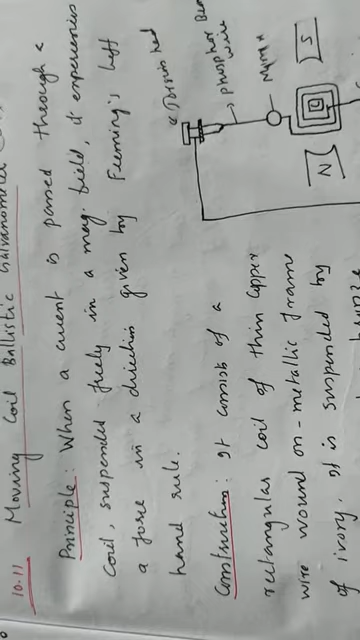 10.11 Moving Coil Ballistic Galvanometer
Principle: When a current is passed through a
coil, suspended freely in a mag. field, it experiences
a force in a direction given by Fleming's left
hand rule.
Construction: It consists of a
rectangular coil of thin copper
wire wound on-metallic frame
of ivory. It is suspended by
phosphor
wire
Mirror
N
S